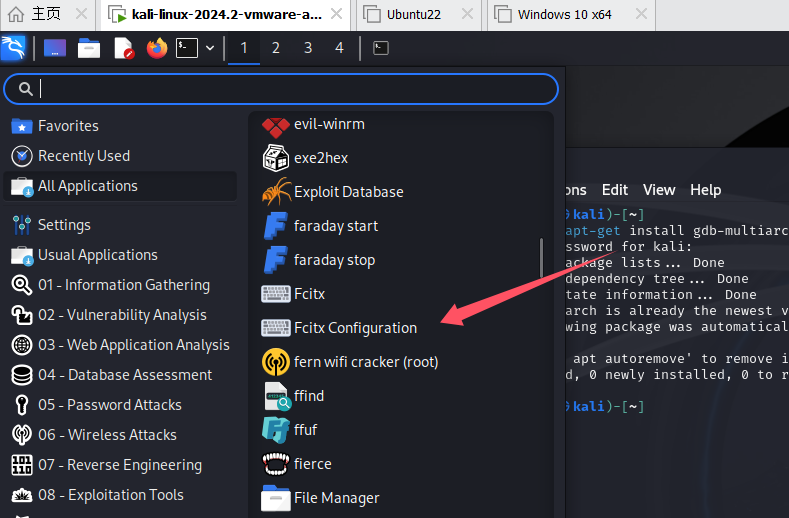 主页
kali-linux-2024.2-vmware-a...
Ubuntu22
Windows 10 x64
1 2 3 4
Favorites
Recently Used
All Applications
Settings
Usual Applications
01 - Information Gathering
02 - Vulnerability Analysis
03 - Web Application Analysis
04 - Database Assessment
05 - Password Attacks
06 - Wireless Attacks
07 - Reverse Engineering
08 - Exploitation Tools
evil-winrm
exe2hex
Exploit Database
faraday start
faraday stop
Fcitx
Fcitx Configuration
fern wifi cracker (root)
ffind
ffuf
fierce
File Manager
ons Edit View Help
kali)-[~]
apt-get install gdb-multiarc
ssword for kali:
ackage lists... Done
dependency tree... Done
tate information... Done
arch is already the newest v
wing package was automatical
apt autoremove' to remove i
d, 0 newly installed, 0 to r
kali)-[~]